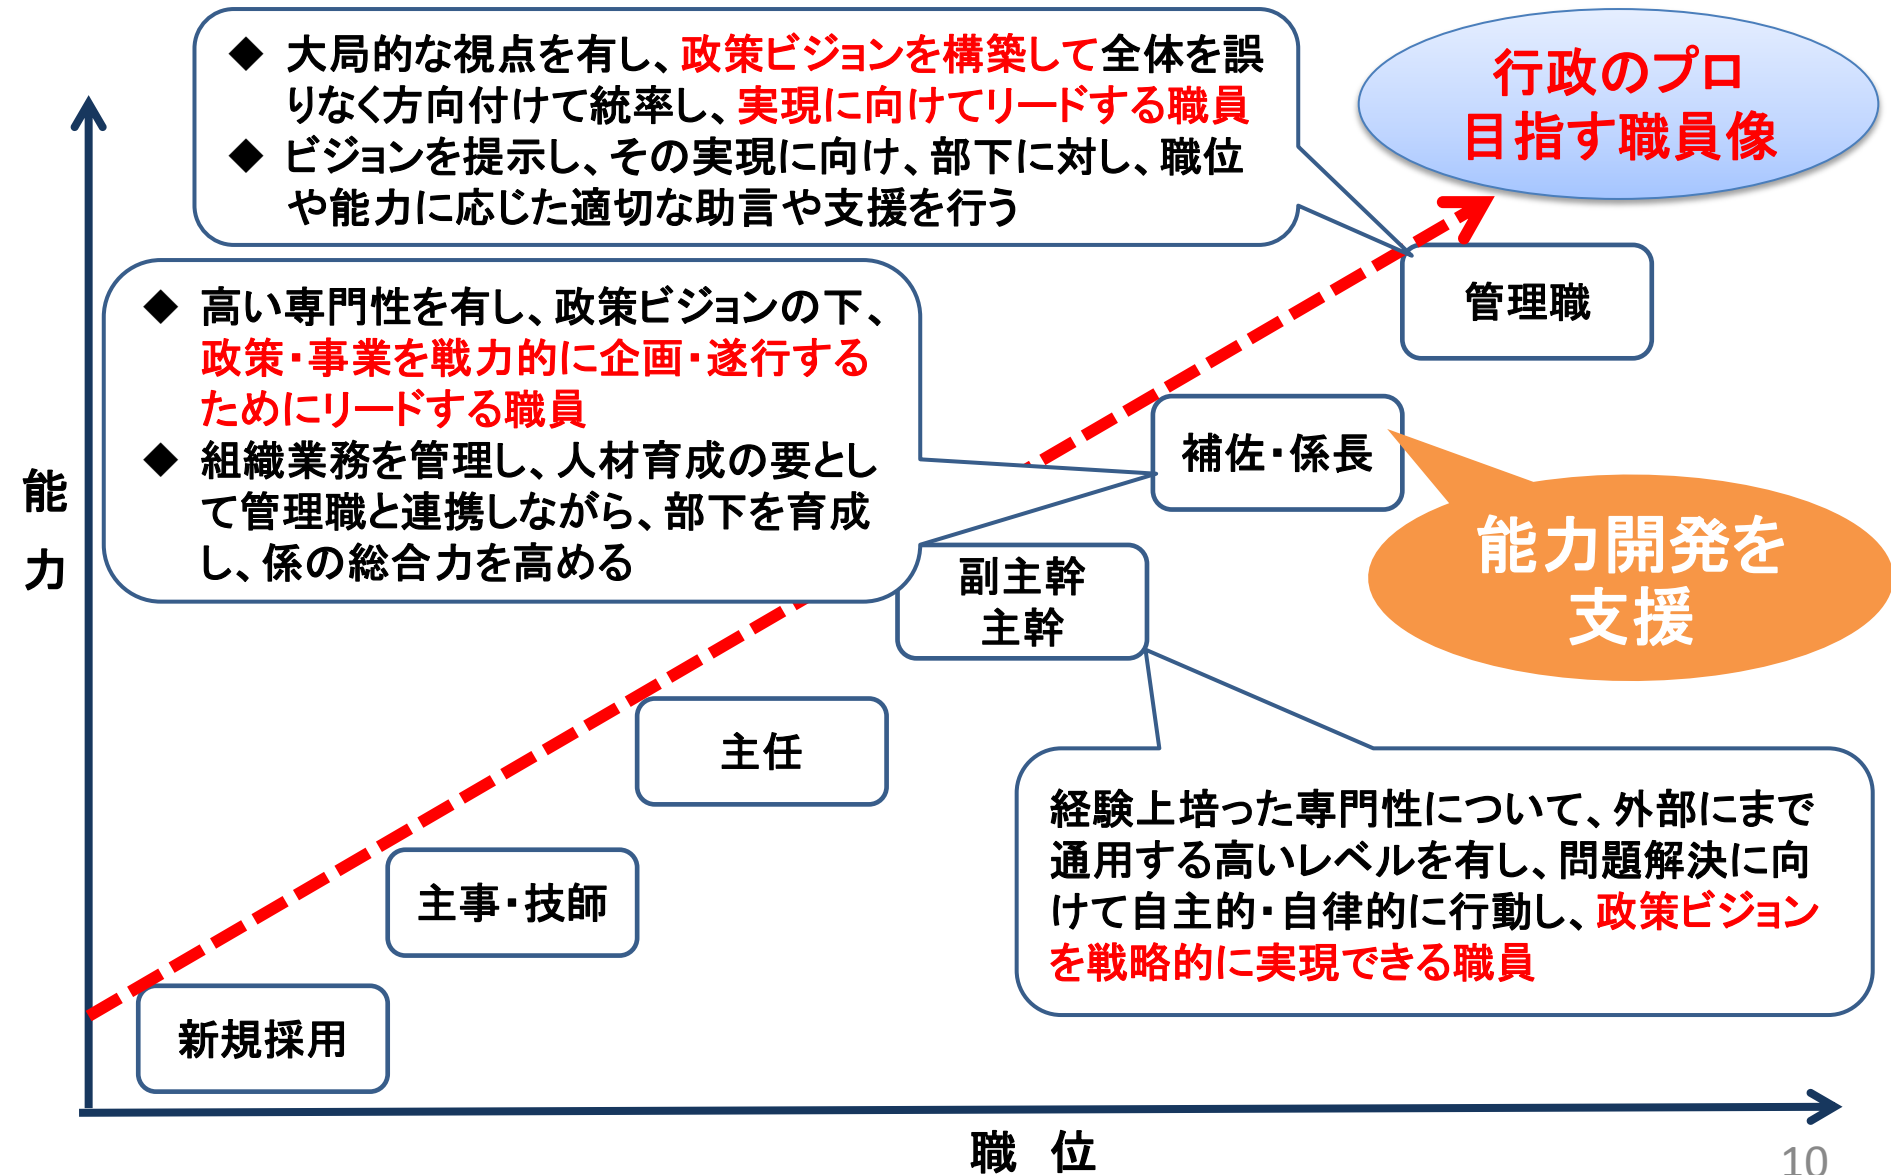 ◆ 大局的な視点を有し、政策ビジョンを構築して全体を誤
りなく方向付けて統率し、実現に向けてリードする職員
◆ ビジョンを提示し、その実現に向け、部下に対し、職位
や能力に応じた適切な助言や支援を行う
行政のプロ
目指す職員像
管理職
◆ 高い専門性を有し、政策ビジョンの下、
政策・事業を戦力的に企画・遂行する
ためにリードする職員
◆ 組織業務を管理し、人材育成の要とし
て管理職と連携しながら、部下を育成
し、係の総合力を高める
補佐・係長
能力開発を
支援
能
力
副主幹
主幹
主任
経験上培った専門性について、外部にまで
通用する高いレベルを有し、問題解決に向
けて自主的・自律的に行動し、政策ビジョン
を戦略的に実現できる職員
主事・技師
新規採用
職 位
10